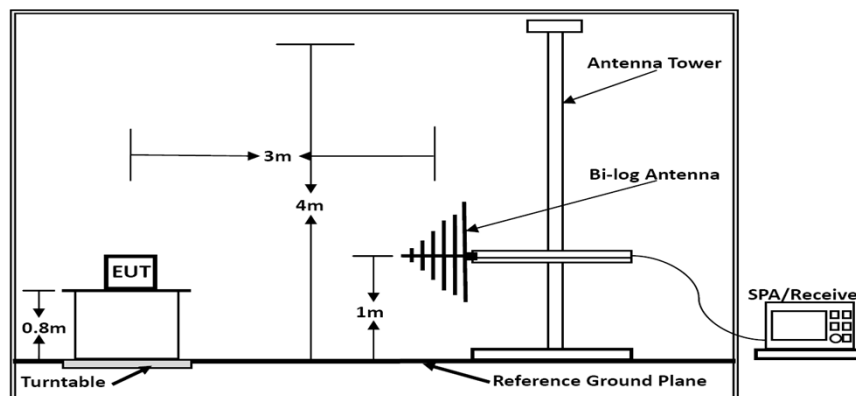 Antenna Tower
3m
Bi-log Antenna
4m
EUT
SPA/Receive
0.8m
1m
Turntable
Reference Ground Plane